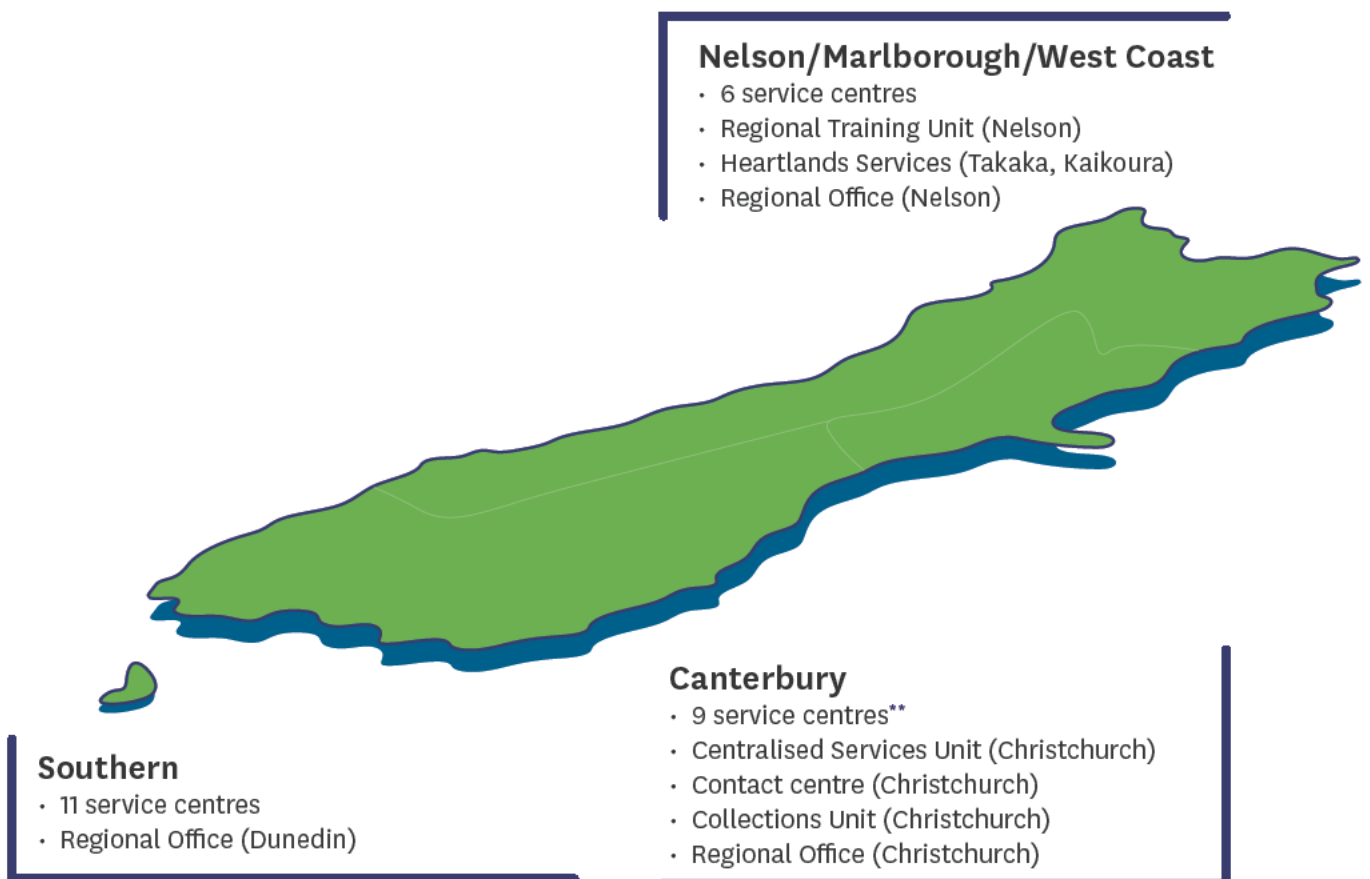 Nelson/Marlborough/West Coast
• 6 service centres
• Regional Training Unit (Nelson)
• Heartlands Services (Takaka, Kaikoura)
• Regional Office (Nelson)
Canterbury
• 9 service centres**
• Centralised Services Unit (Christchurch)
• Contact centre (Christchurch)
• Collections Unit (Christchurch)
• Regional Office (Christchurch)
Southern
• 11 service centres
• Regional Office (Dunedin)